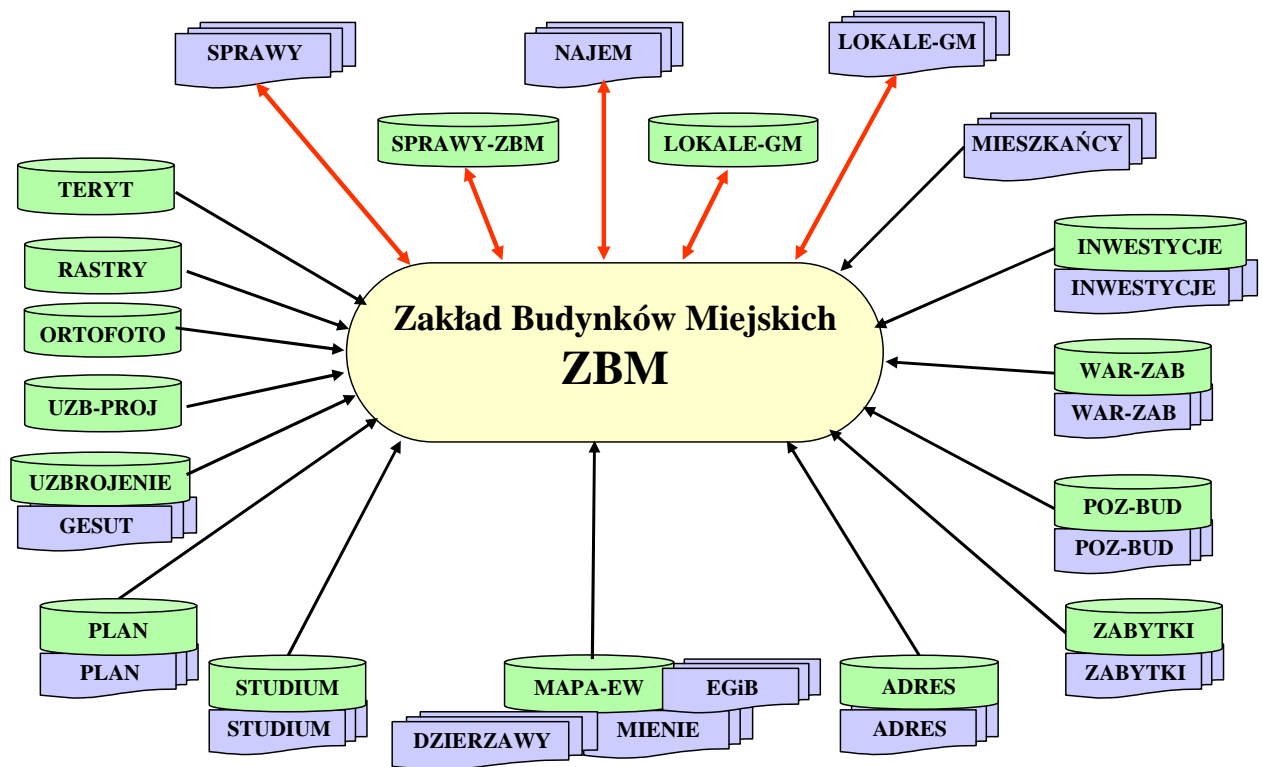 SPRAWY
NAJEM
LOKALE-GM
SPRAWY-ZBM
LOKALE-GM
MIESZKAŃCY
TERYT
RASTRY
ORTOFOTO
UZB-PROJ
UZBROJENIE
GESUT
Zakład Budynków Miejskich
ZBM
INWESTYCJE
INWESTYCJE
WAR-ZAB
WAR-ZAB
POZ-BUD
POZ-BUD
ZABYTKI
ZABYTKI
PLAN
PLAN
STUDIUM
STUDIUM
MAPA-EW
EGiB
DZIERZAWY
MIENIE
ADRES
ADRES